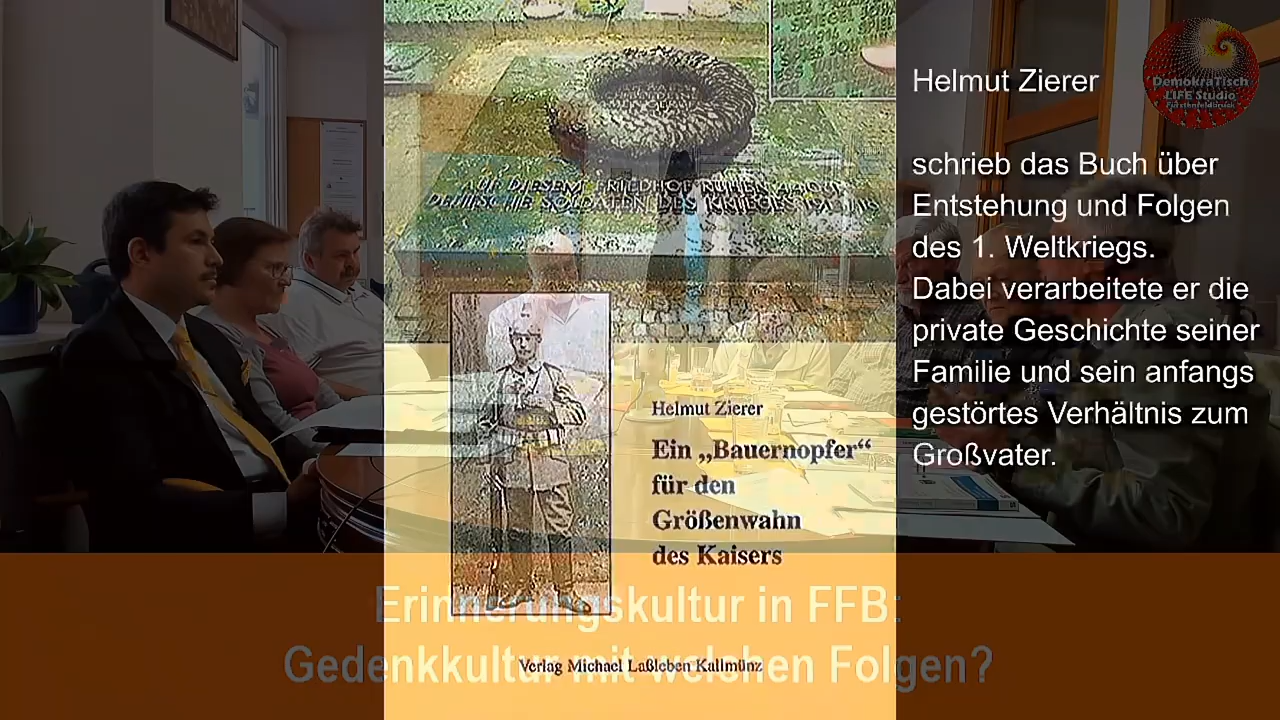 Helmut Zierer
DemokraTisch
LIFE Studio
Fürstenfeldbruck
schrieb das Buch über
Entstehung und Folgen
des 1. Weltkriegs.
Dabei verarbeitete er die
private Geschichte seiner
Familie und sein anfangs
gestörtes Verhältnis zum
Großvater.
AUF DIESEM FRIEDHOF RUHEN
DEUTSCHE SOLDATEN DES KRIEGES
Helmut Zierer
Ein „Bauernopfer“
für den
Größenwahn
des Kaisers
Verlag Michael Laßleben Kallmünz
Erinnerungskultur in FFB:
Gedenkkultur mit welchen Folgen?